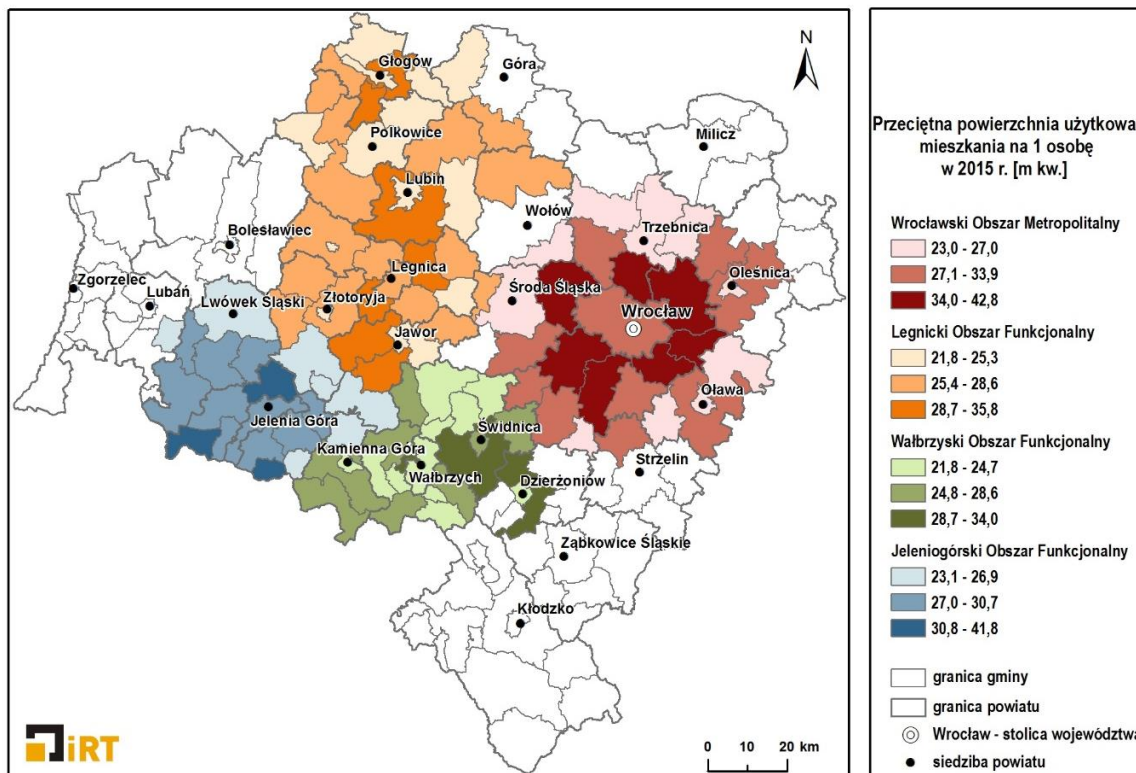 N
Głogów
Góra
Polkowice
Milicz
Lubin
Wołów
Trzebnica
Bolesławiec
Legnica
Oleśnica
Zgorzelec
Lubań
Lwówek Śląski
Złotoryja
Środa Śląska
Wrocław
Jawor
Oława
Jelenia Góra
Świdnica
Kamienna Góra
Wałbrzych
Strzelin
Dzierżoniów
Ząbkowice Śląskie
Kłodzko
iRT
0 10 20 km
Przeciętna powierzchnia użytkowa
mieszkania na 1 osobę
w 2015 r. [m kw.]
Wrocławski Obszar Metropolitalny
23,0 - 27,0
27,1 - 33,9
34,0 - 42,8
Legnicki Obszar Funkcjonalny
21,8 - 25,3
25,4 - 28,6
28,7 - 35,8
Wałbrzyski Obszar Funkcjonalny
21,8 - 24,7
24,8 - 28,6
28,7 - 34,0
Jeleniogórski Obszar Funkcjonalny
23,1 - 26,9
27,0 - 30,7
30,8 - 41,8
granica gminy
granica powiatu
Wrocław - stolica województwa
siedziba powiatu